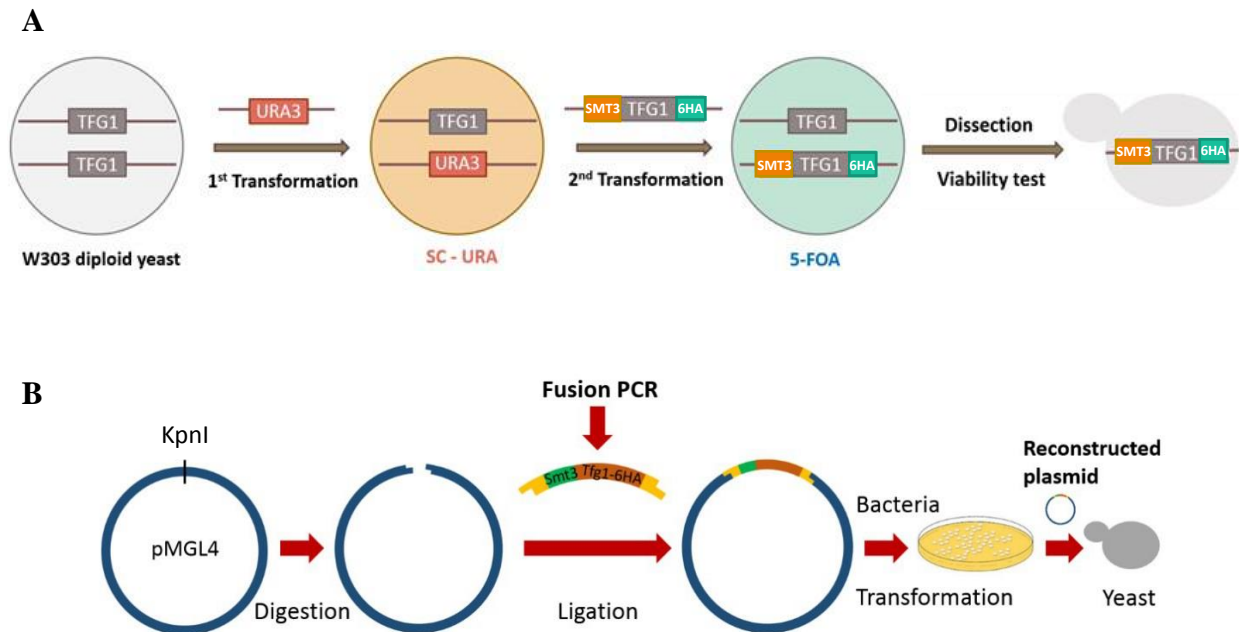 A
TFG1
TFG1
URA3
1st Transformation
TFG1
URA3
SMT3 TFG1 6HA
2nd Transformation
TFG1
SMT3 TFG1 6HA
Dissection
Viability test
SMT3 TFG1 6HA
W303 diploid yeast
SC - URA
5-FOA
B
KpnI
pMGL4
Digestion
Fusion PCR
Smt3 Tfg1-6HA
Ligation
Bacteria
Transformation
Reconstructed
plasmid
Yeast